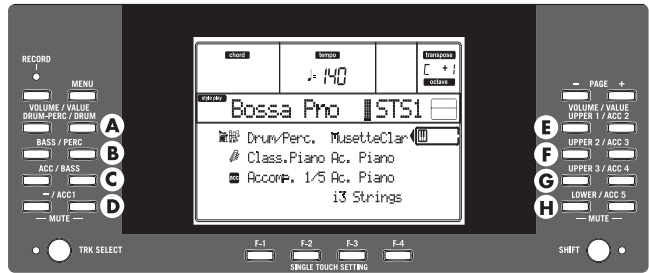 chord
tempo
transpose
♩= 140
C +1
octave
style play
Bossa Pno STS1
Drum/Perc. MusetteClar
Class.Piano Ac. Piano
acc Accomp. 1/5 Ac. Piano
i3 Strings
RECORD
MENU
VOLUME / VALUE
DRUM-PERC / DRUM
A
BASS / PERC
B
ACC / BASS
C
– / ACC1
D
— MUTE —
TRK SELECT
F-1 F-2 F-3 F-4
SINGLE TOUCH SETTING
– PAGE +
VOLUME / VALUE
UPPER 1 / ACC 2
E
UPPER 2 / ACC 3
F
UPPER 3 / ACC 4
G
LOWER / ACC 5
H
— MUTE —
SHIFT